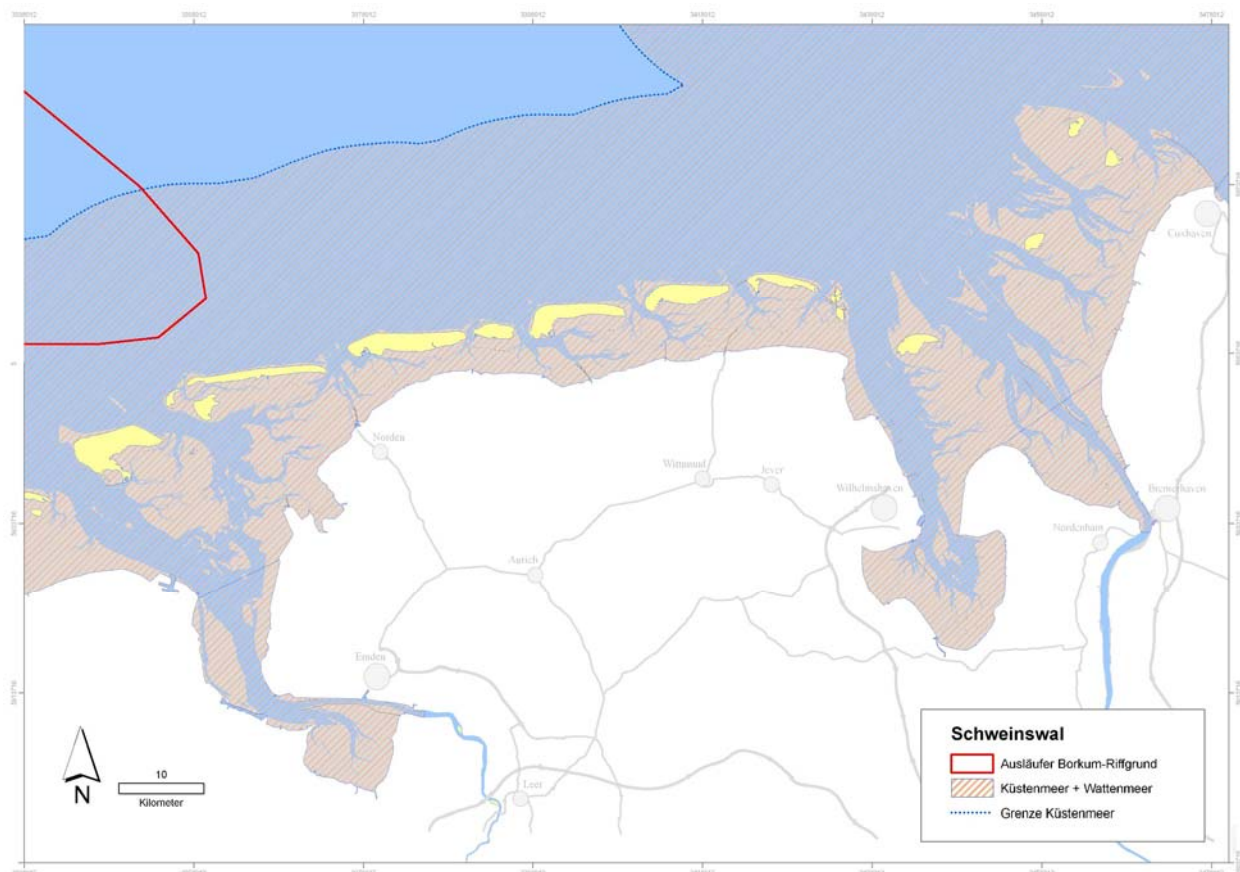 Cuxhaven
Norden
Wittmund
Jever
Wilhelmshaven
Bremerhaven
Nordenham
Aurich
Emden
Leer
N
10
Kilometer
Schweinswal
Ausläufer Borkum-Riffgrund
Küstenmeer + Wattenmeer
Grenze Küstenmeer